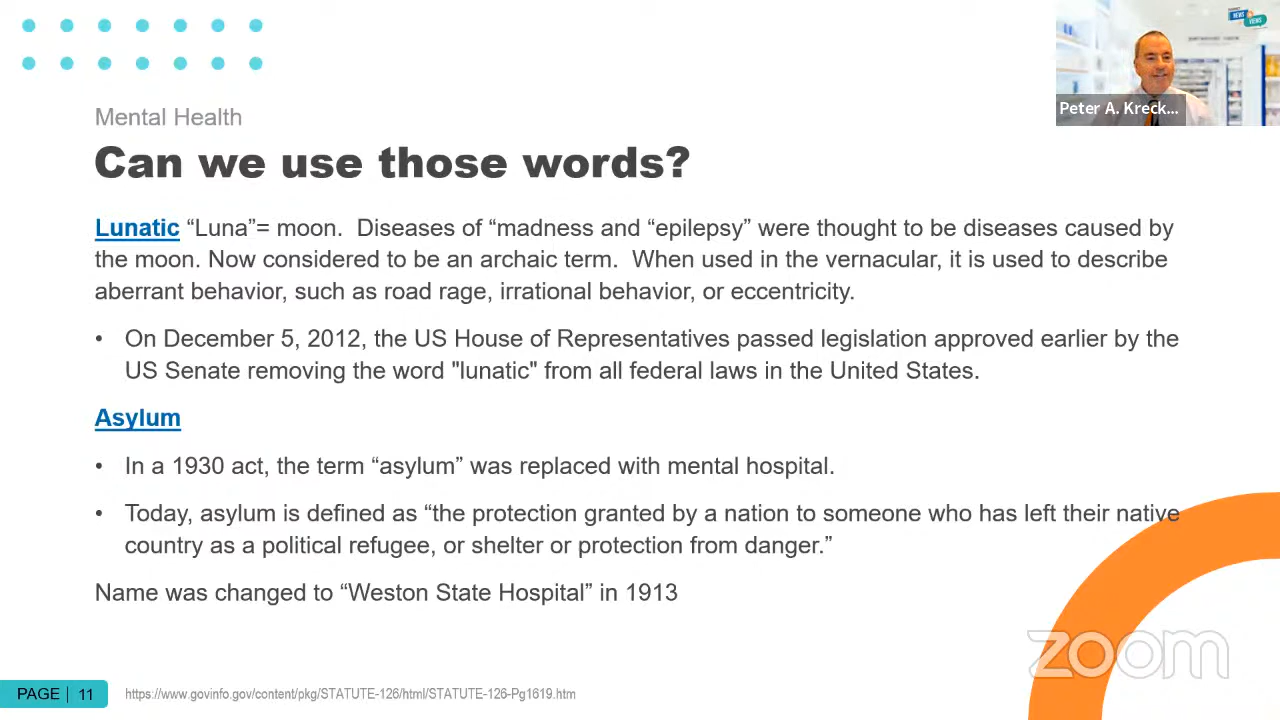 Mental Health
Can we use those words?
Lunatic “Luna”= moon.  Diseases of “madness and “epilepsy” were thought to be diseases caused by
the moon. Now considered to be an archaic term.  When used in the vernacular, it is used to describe
aberrant behavior, such as road rage, irrational behavior, or eccentricity.
• On December 5, 2012, the US House of Representatives passed legislation approved earlier by the
US Senate removing the word "lunatic" from all federal laws in the United States.
Asylum
• In a 1930 act, the term “asylum” was replaced with mental hospital.
• Today, asylum is defined as “the protection granted by a nation to someone who has left their native
country as a political refugee, or shelter or protection from danger.”
Name was changed to “Weston State Hospital” in 1913
PAGE | 11
https://www.govinfo.gov/content/pkg/STATUTE-126/html/STATUTE-126-Pg1619.htm
NEWS
VIEWS
Peter A. Kreck...
zoom